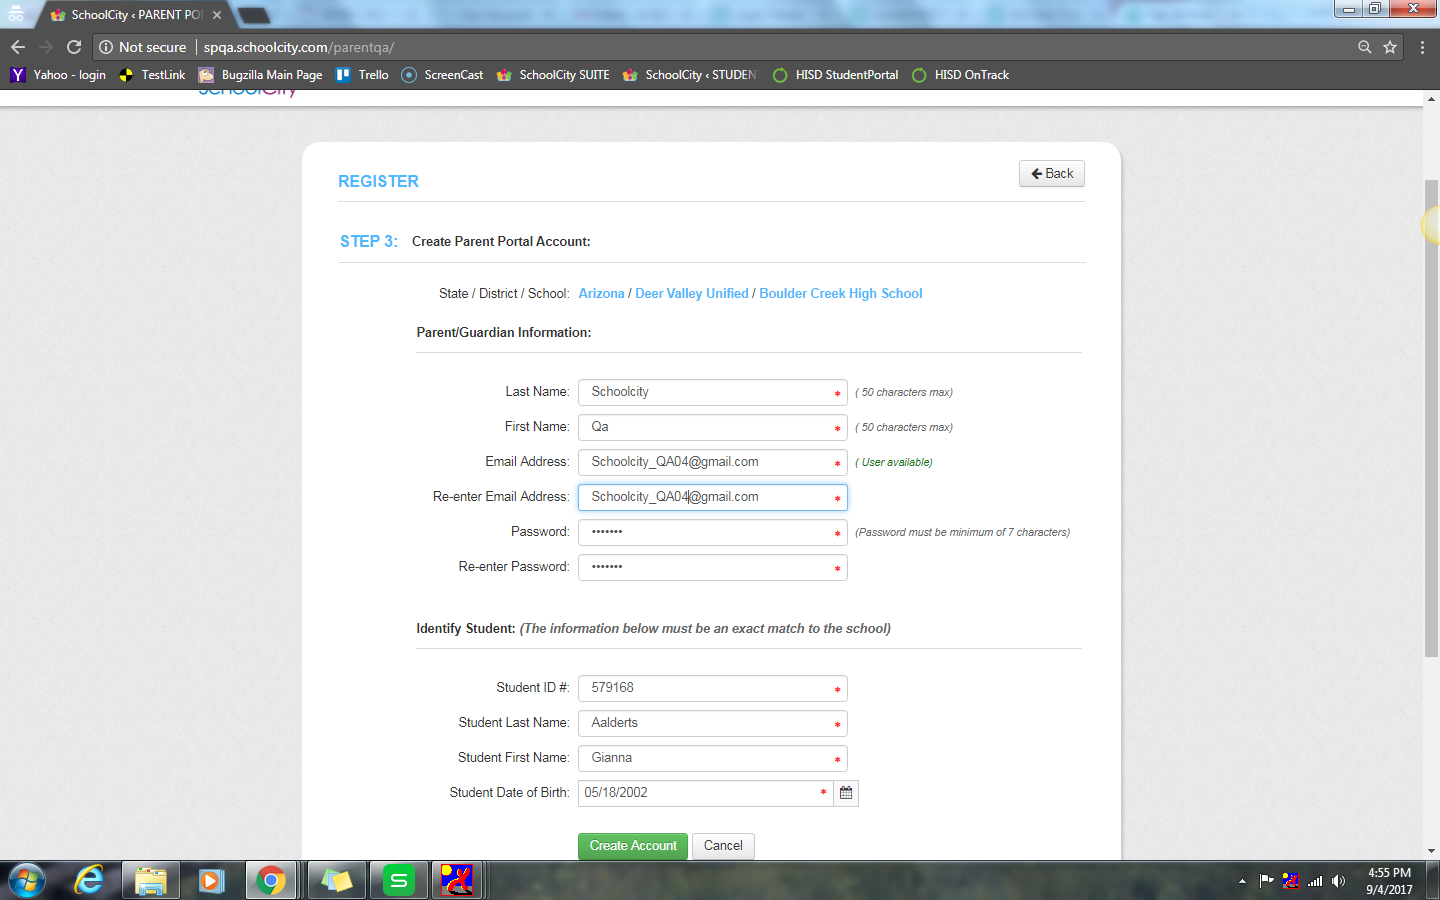 SchoolCity ‹ PARENT PO
Not secure | spqa.schoolcity.com/parentqa/
Yahoo - login TestLink Bugzilla Main Page Trello ScreenCast SchoolCity SUITE SchoolCity ‹ STUDEN HISD StudentPortal HISD OnTrack
SchoolCity
REGISTER
Back
STEP 3: Create Parent Portal Account:
State / District / School: Arizona / Deer Valley Unified / Boulder Creek High School
Parent/Guardian Information:
Last Name: Schoolcity * ( 50 characters max)
First Name: Qa * ( 50 characters max)
Email Address: Schoolcity_QA04@gmail.com * ( User available)
Re-enter Email Address: Schoolcity_QA04@gmail.com *
Password: ••••••• * (Password must be minimum of 7 characters)
Re-enter Password: ••••••• *
Identify Student: (The information below must be an exact match to the school)
Student ID #: 579168 *
Student Last Name: Aalderts *
Student First Name: Gianna *
Student Date of Birth: 05/18/2002 *
Create Account Cancel
4:55 PM
9/4/2017